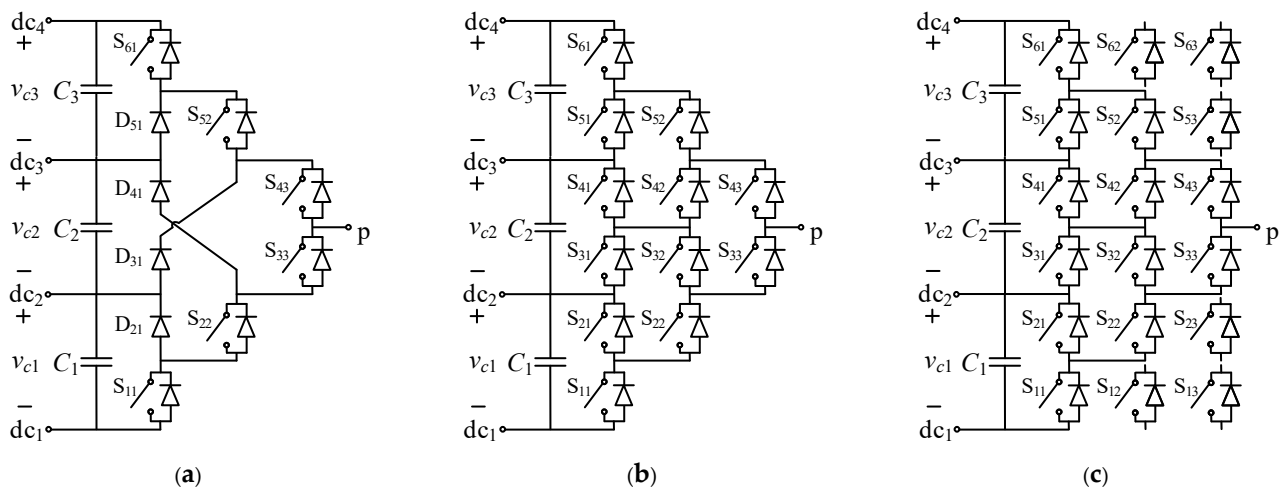 dc4
+
vc3 C3
−
dc3
+
vc2 C2
−
dc2
+
vc1 C1
−
dc1
S61
D51 S52
D41 S43
p
D31 S33
D21 S22
S11
(a)
dc4
+
vc3 C3
−
dc3
+
vc2 C2
−
dc2
+
vc1 C1
−
dc1
S61
S51 S52
S41 S42 S43
p
S31 S32 S33
S21 S22
S11
(b)
dc4
+
vc3 C3
−
dc3
+
vc2 C2
−
dc2
+
vc1 C1
−
dc1
S61 S62 S63
S51 S52 S53
S41 S42 S43
p
S31 S32 S33
S21 S22 S23
S11 S12 S13
(c)